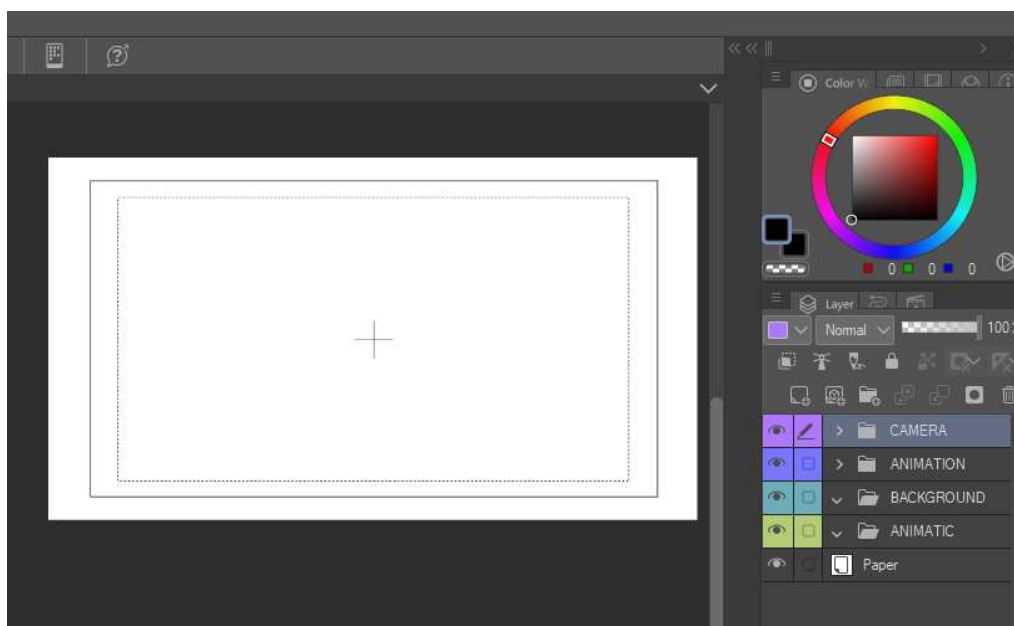 Color W
0 0 0
Layer
Normal 100
CAMERA
ANIMATION
BACKGROUND
ANIMATIC
Paper